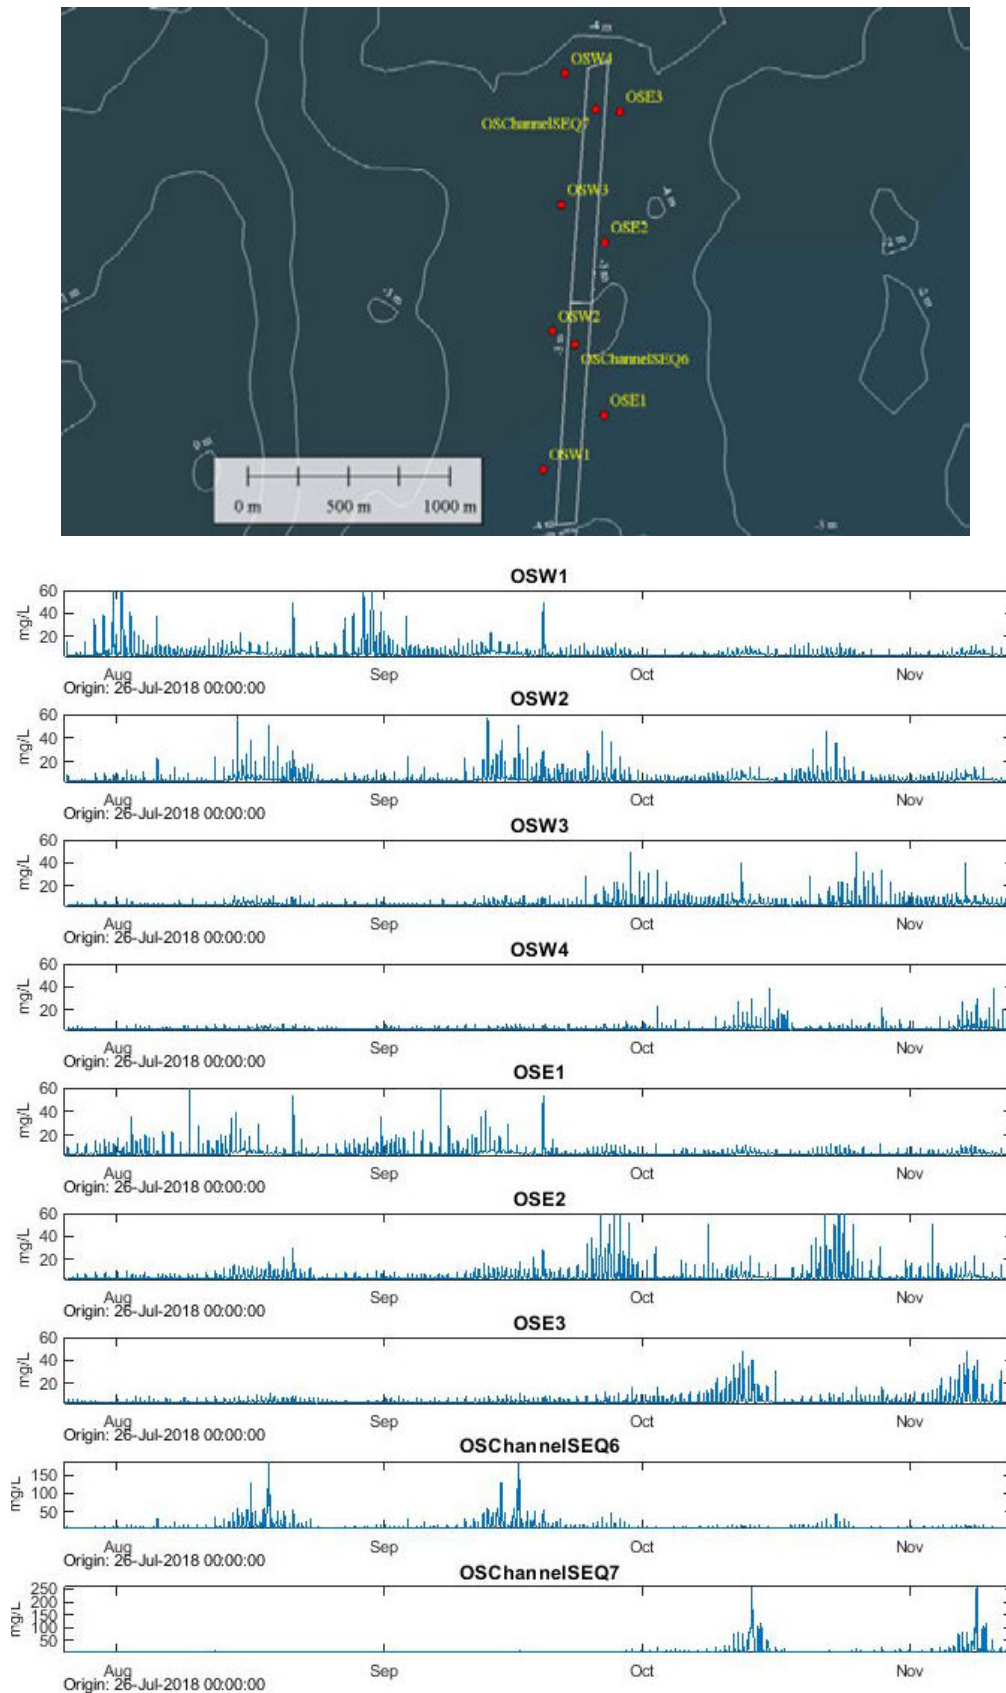 -4 m
OSW4
OSE3
OSChannelSEQ7
OSW3
-4 m
OSE2
-3 m
-2 m
-3 m
OSW2
-3 m
OSChannelSEQ6
OSE1
0 m
OSW1
0 m 500 m 1000 m
-3 m
OSW1
60
40
20
mg/L
Aug Sep Oct Nov
Origin: 26-Jul-2018 00:00:00
OSW2
60
40
20
mg/L
Aug Sep Oct Nov
Origin: 26-Jul-2018 00:00:00
OSW3
60
40
20
mg/L
Aug Sep Oct Nov
Origin: 26-Jul-2018 00:00:00
OSW4
60
40
20
mg/L
Aug Sep Oct Nov
Origin: 26-Jul-2018 00:00:00
OSE1
60
40
20
mg/L
Aug Sep Oct Nov
Origin: 26-Jul-2018 00:00:00
OSE2
60
40
20
mg/L
Aug Sep Oct Nov
Origin: 26-Jul-2018 00:00:00
OSE3
60
40
20
mg/L
Aug Sep Oct Nov
Origin: 26-Jul-2018 00:00:00
OSChannelSEQ6
150
100
50
mg/L
Aug Sep Oct Nov
Origin: 26-Jul-2018 00:00:00
OSChannelSEQ7
250
200
150
100
50
mg/L
Aug Sep Oct Nov
Origin: 26-Jul-2018 00:00:00